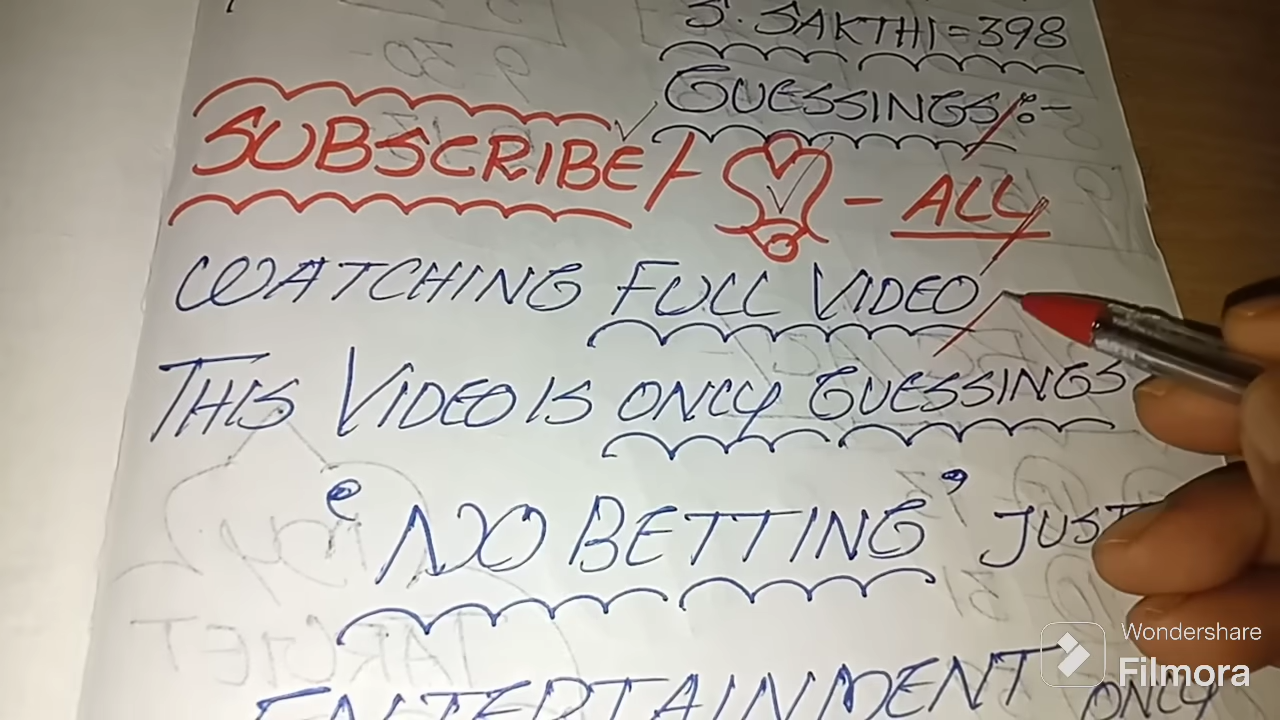 S. SAKTHI=398
GUESSINGS:-
SUBSCRIBE - ALL
WATCHING FULL VIDEO
THIS VIDEO IS ONLY GUESSINGS
"NO BETTING" JUST
ENTERTAINMENT ONLY
Wondershare
Filmora